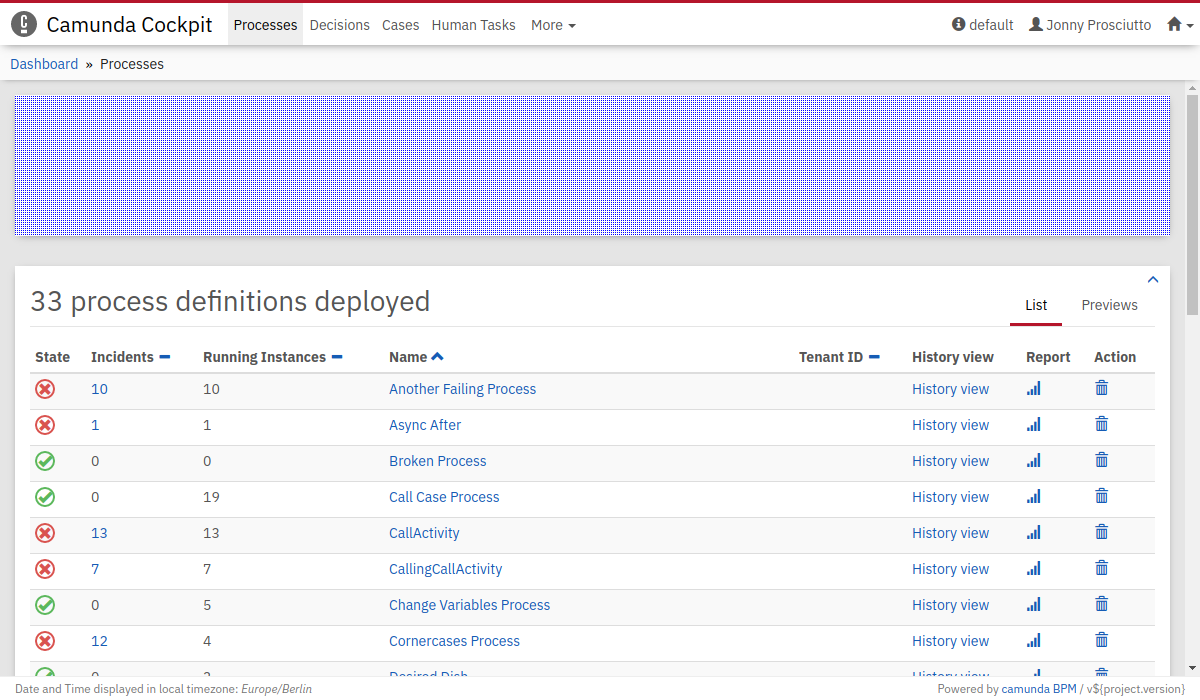 Camunda Cockpit Processes Decisions Cases Human Tasks More default Jonny Prosciutto
Dashboard » Processes
33 process definitions deployed
List Previews
State Incidents Running Instances Name Tenant ID History view Report Action
10 10 Another Failing Process History view
1 1 Async After History view
0 0 Broken Process History view
0 19 Call Case Process History view
13 13 CallActivity History view
7 7 CallingCallActivity History view
0 5 Change Variables Process History view
12 4 Cornercases Process History view
Desired Dish History view
Date and Time displayed in local timezone: Europe/Berlin Powered by camunda BPM / v${project.version}